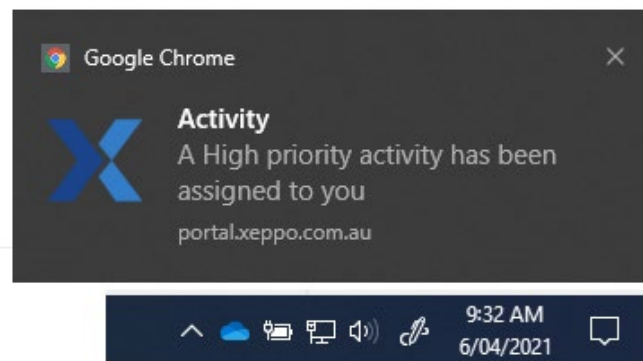 Google Chrome
Activity
A High priority activity has been
assigned to you
portal.xeppo.com.au
9:32 AM
6/04/2021